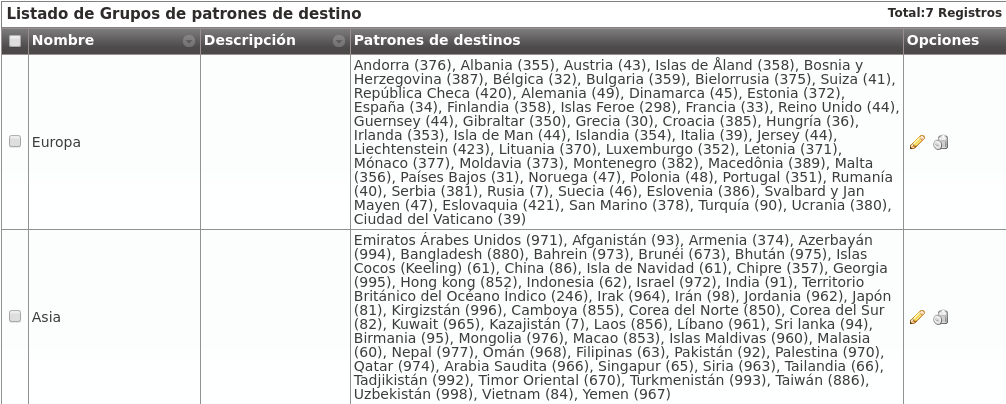 Listado de Grupos de patrones de destino
Total:7 Registros
Nombre
Descripción
Patrones de destinos
Opciones
Europa
Andorra (376), Albania (355), Austria (43), Islas de Åland (358), Bosnia y
Herzegovina (387), Bélgica (32), Bulgaria (359), Bielorrusia (375), Suiza (41),
República Checa (420), Alemania (49), Dinamarca (45), Estonia (372),
España (34), Finlandia (358), Islas Feroe (298), Francia (33), Reino Unido (44),
Guernsey (44), Gibraltar (350), Grecia (30), Croacia (385), Hungría (36),
Irlanda (353), Isla de Man (44), Islandia (354), Italia (39), Jersey (44),
Liechtenstein (423), Lituania (370), Luxemburgo (352), Letonia (371),
Mónaco (377), Moldavia (373), Montenegro (382), Macedônia (389), Malta
(356), Países Bajos (31), Noruega (47), Polonia (48), Portugal (351), Rumanía
(40), Serbia (381), Rusia (7), Suecia (46), Eslovenia (386), Svalbard y Jan
Mayen (47), Eslovaquia (421), San Marino (378), Turquía (90), Ucrania (380),
Ciudad del Vaticano (39)
Asia
Emiratos Árabes Unidos (971), Afganistán (93), Armenia (374), Azerbayán
(994), Bangladesh (880), Bahrein (973), Brunéi (673), Bhután (975), Islas
Cocos (Keeling) (61), China (86), Isla de Navidad (61), Chipre (357), Georgia
(995), Hong kong (852), Indonesia (62), Israel (972), India (91), Territorio
Británico del Océano Índico (246), Irak (964), Irán (98), Jordania (962), Japón
(81), Kirgizstán (996), Camboya (855), Corea del Norte (850), Corea del Sur
(82), Kuwait (965), Kazajistán (7), Laos (856), Líbano (961), Sri lanka (94),
Birmania (95), Mongolia (976), Macao (853), Islas Maldivas (960), Malasia
(60), Nepal (977), Omán (968), Filipinas (63), Pakistán (92), Palestina (970),
Qatar (974), Arabia Saudita (966), Singapur (65), Siria (963), Tailandia (66),
Tadjikistán (992), Timor Oriental (670), Turkmenistán (993), Taiwán (886),
Uzbekistán (998), Vietnam (84), Yemen (967)